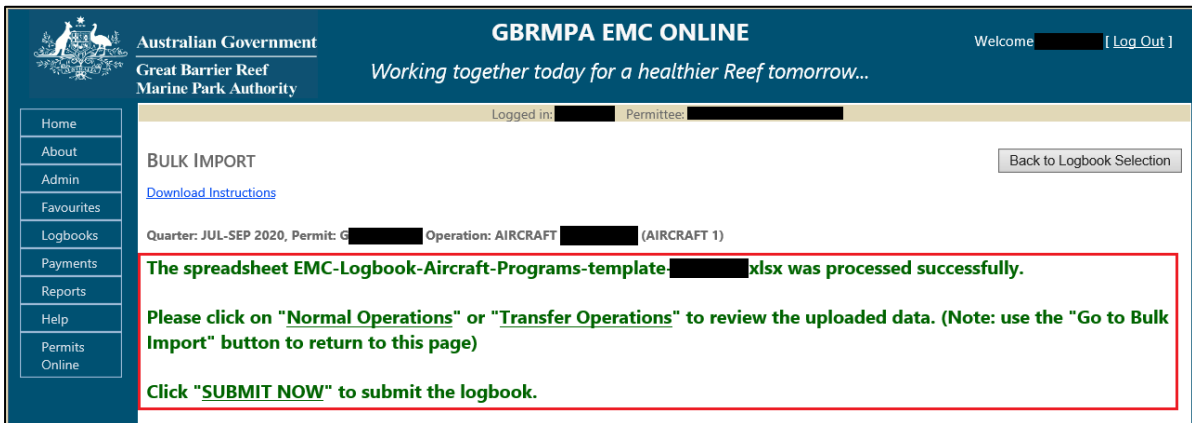 GBRMPA EMC ONLINE
Australian Government
Great Barrier Reef
Marine Park Authority
Working together today for a healthier Reef tomorrow...
Welcome [ Log Out ]
Logged in: Permittee:
Home
About
Admin
Favourites
Logbooks
Payments
Reports
Help
Permits
Online
BULK IMPORT
Back to Logbook Selection
Download Instructions
Quarter: JUL-SEP 2020, Permit: G Operation: AIRCRAFT (AIRCRAFT 1)
The spreadsheet EMC-Logbook-Aircraft-Programs-template- xlsx was processed successfully.
Please click on "Normal Operations" or "Transfer Operations" to review the uploaded data. (Note: use the "Go to Bulk
Import" button to return to this page)
Click "SUBMIT NOW" to submit the logbook.